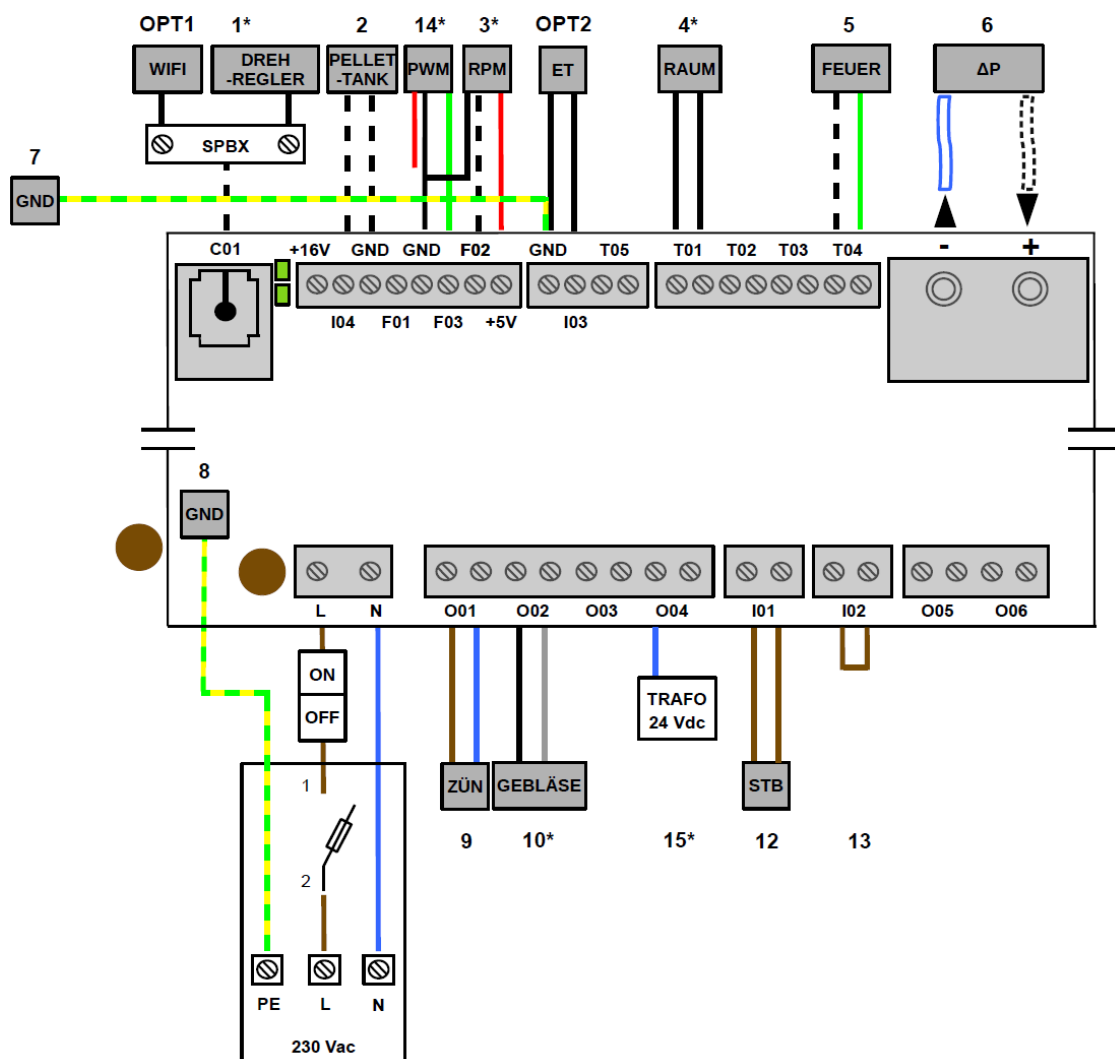 OPT1 1* 2 14* 3* OPT2 4* 5 6
WIFI
DREH
-REGLER
PELLET
-TANK
PWM
RPM
ET
RAUM
FEUER
ΔP
SPBX
7
GND
C01 +16V GND GND F02 GND T05 T01 T02 T03 T04 - +
I04 F01 F03 +5V I03
8
GND
L N O01 O02 O03 O04 I01 I02 O05 O06
ON
OFF
TRAFO
24 Vdc
ZÜN
GEBLÄSE
STB
1
9 10* 15* 12 13
2
PE L N
230 Vac